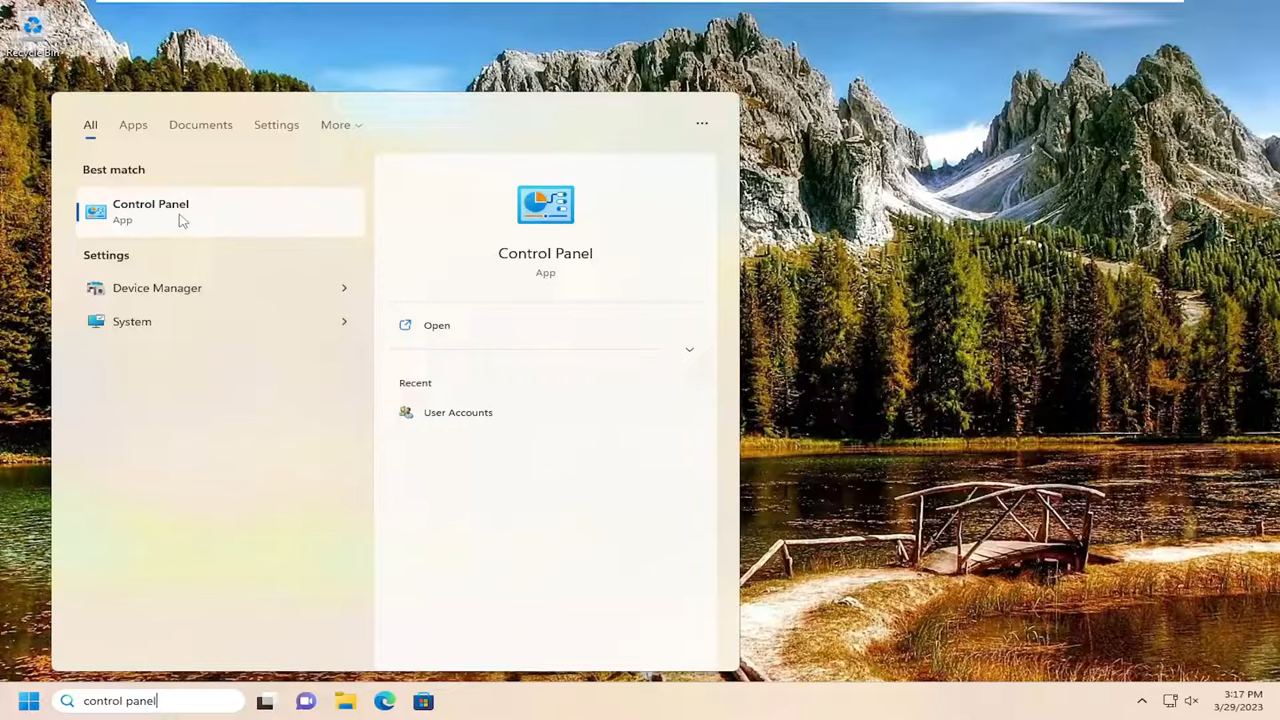 Recycle Bin
All Apps Documents Settings More
Best match
Control Panel
App
Settings
Device Manager
System
Control Panel
App
Open
Recent
User Accounts
control panel
3:17 PM
3/29/2023